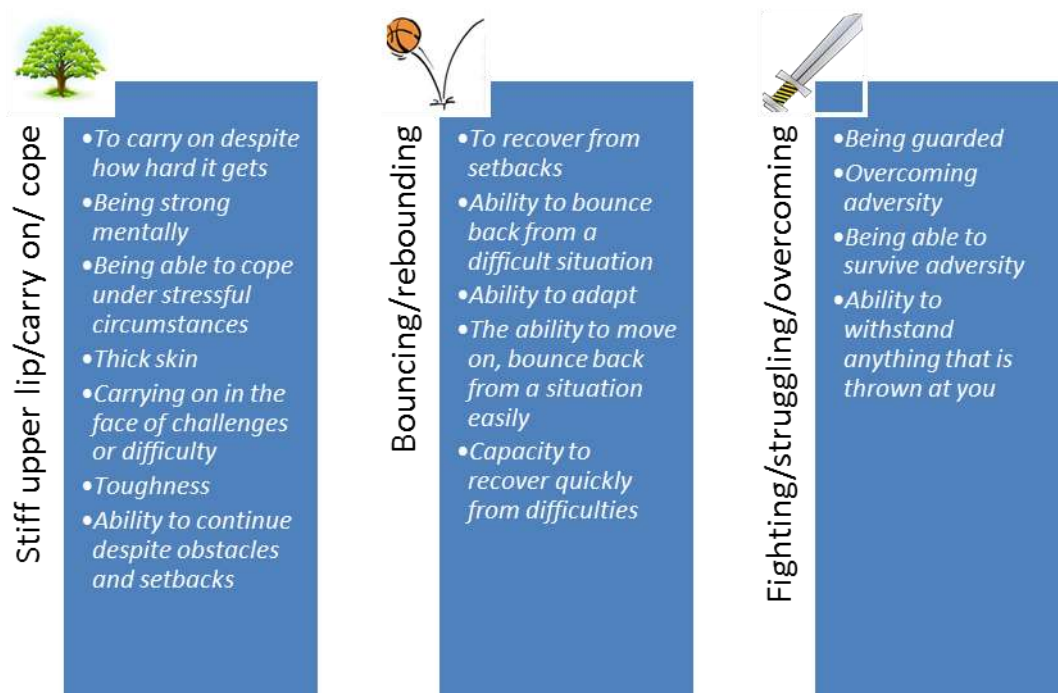 Stiff upper lip/carry on/ cope
•To carry on despite
how hard it gets
•Being strong
mentally
•Being able to cope
under stressful
circumstances
•Thick skin
•Carrying on in the
face of challenges
or difficulty
•Toughness
•Ability to continue
despite obstacles
and setbacks
Bouncing/rebounding
•To recover from
setbacks
•Ability to bounce
back from a
difficult situation
•Ability to adapt
•The ability to move
on, bounce back
from a situation
easily
•Capacity to
recover quickly
from difficulties
Fighting/struggling/overcoming
•Being guarded
•Overcoming
adversity
•Being able to
survive adversity
•Ability to
withstand
anything that is
thrown at you